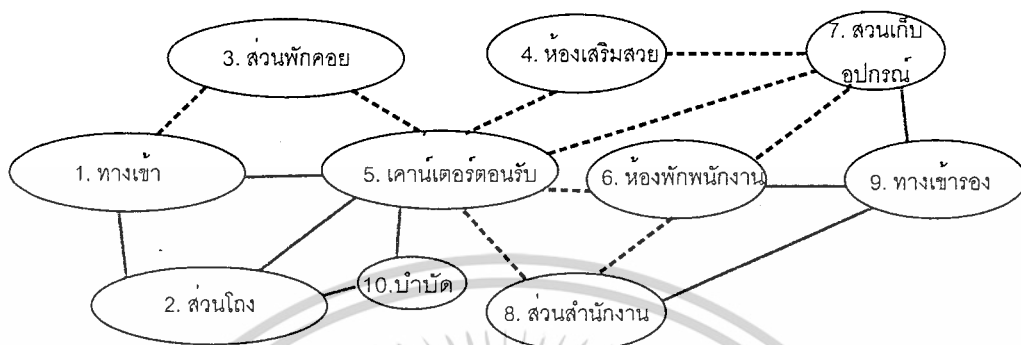 3. ส่วนพักคอย
4. ห้องเสริมสวย
7. สวนเก็บ
อุปกรณ์
1. ทางเข้า
5. เคาน์เตอร์ตอนรับ
6. ห้องพักพนักงาน
9. ทางเขารอง
2. ส่วนโถง
10.บำบัด
8. ส่วนสำนักงาน